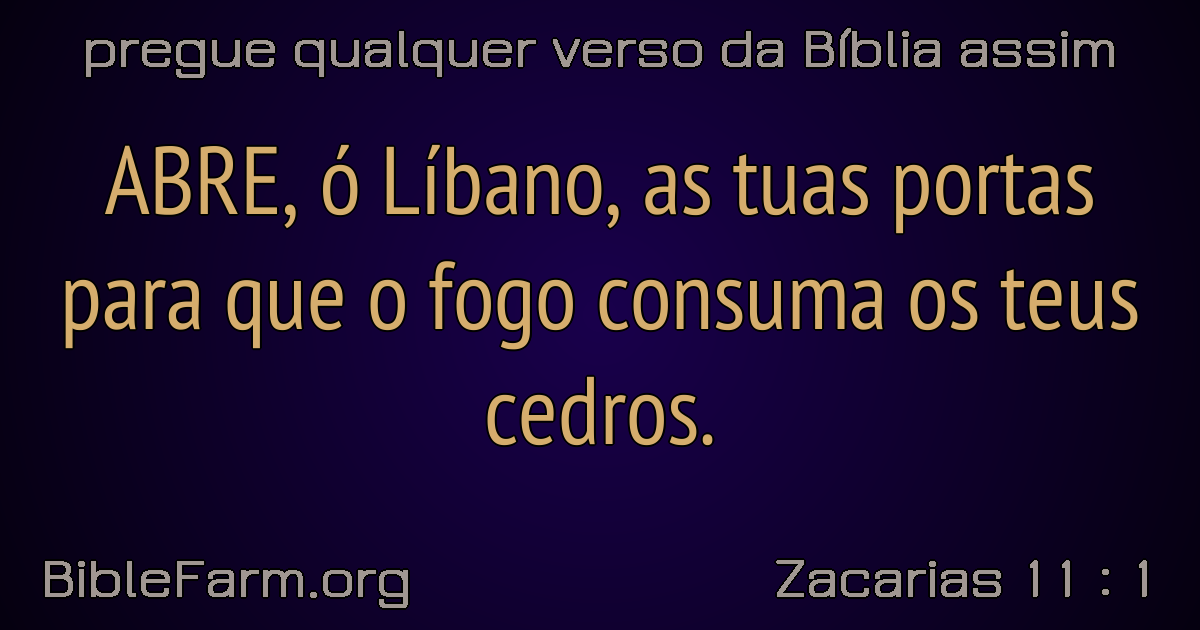 pregue qualquer verso da Bíblia assim
ABRE, ó Líbano, as tuas portas
para que o fogo consuma os teus
cedros.
BibleFarm.org
Zacarias 11 : 1